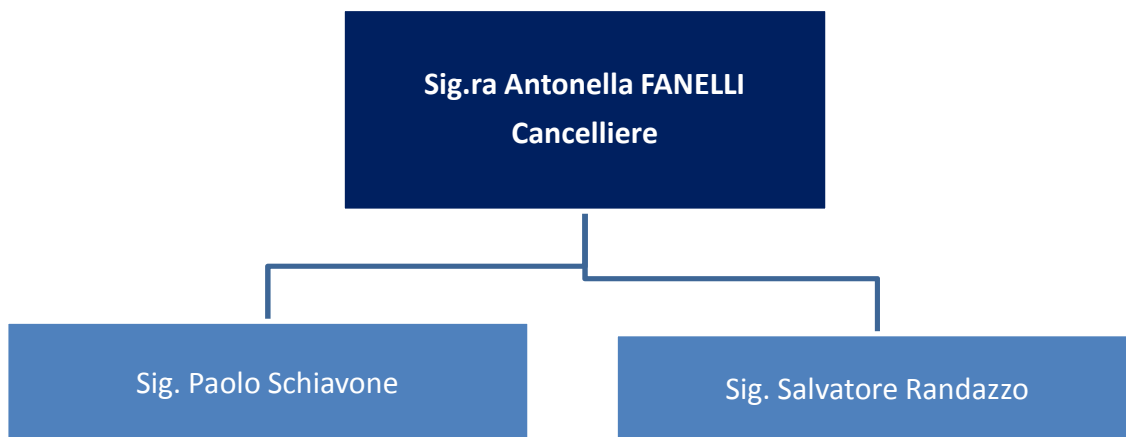 Sig.ra Antonella FANELLI
Cancelliere
Sig. Paolo Schiavone
Sig. Salvatore Randazzo